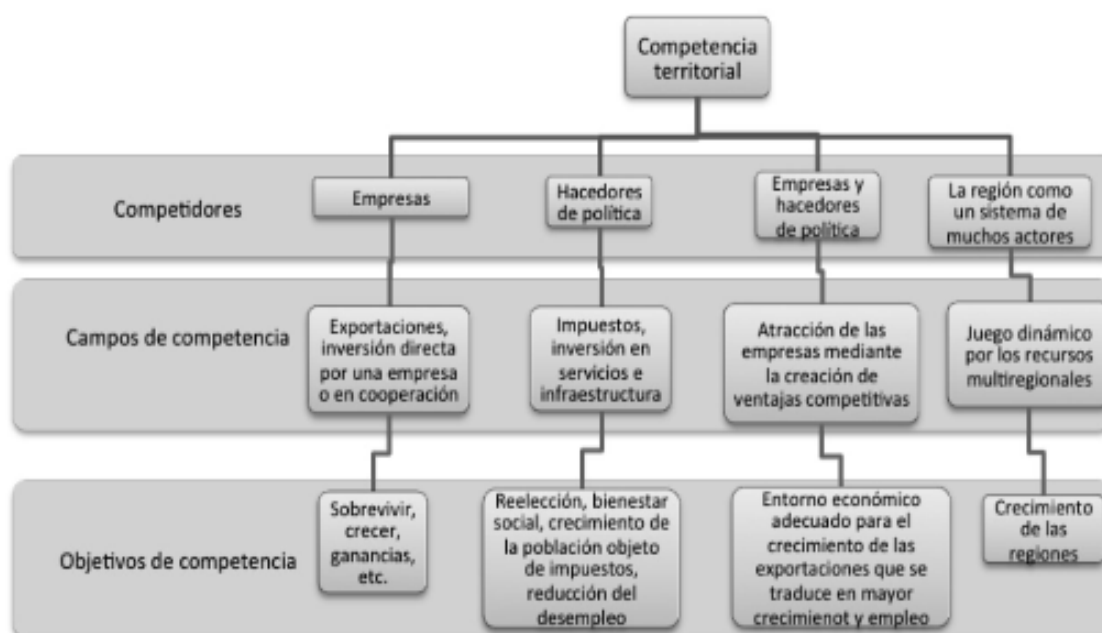 Competencia
territorial
Competidores
Empresas
Hacedores
de política
Empresas y
hacedores
de política
La región como
un sistema de
muchos actores
Campos de competencia
Exportaciones,
inversión directa
por una empresa
o en cooperación
Impuestos,
inversión en
servicios e
infraestructura
Atracción de las
empresas mediante
la creación de
ventajas competitivas
Juego dinámico
por los recursos
multiregionales
Objetivos de competencia
Sobrevivir,
crecer,
ganancias,
etc.
Reelección, bienestar
social, crecimiento de
la población objeto
de impuestos,
reducción del
desempleo
Entorno económico
adecuado para el
crecimiento de las
exportaciones que se
traduce en mayor
crecimienot y empleo
Crecimiento
de las
regiones